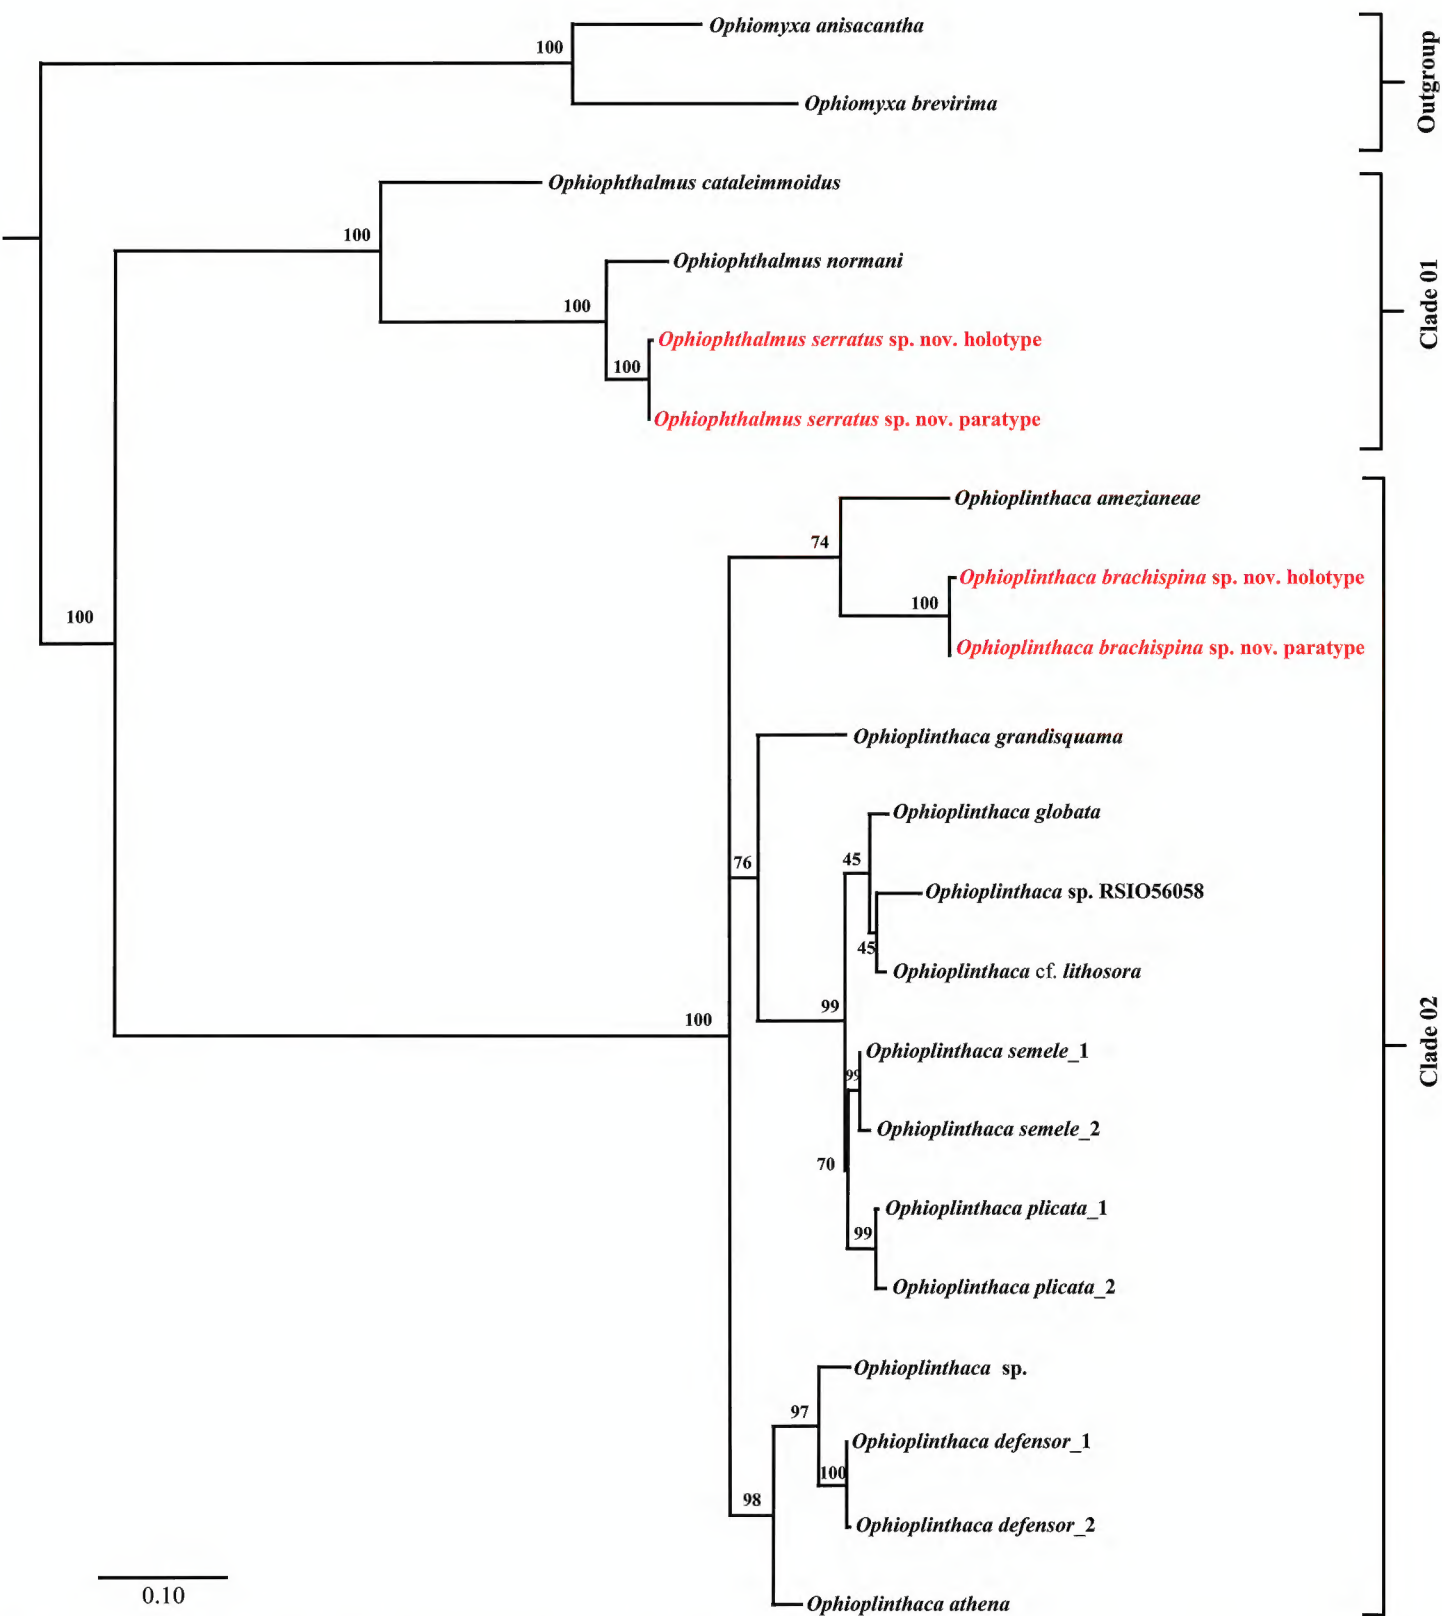 Ophiomyxa anisacantha
100
Ophiomyxa brevirima
Outgroup
Ophiophthalmus cataleimmoidus
100
Ophiophthalmus normani
100
Ophiophthalmus serratus sp. nov. holotype
100
Ophiophthalmus serratus sp. nov. paratype
Clade 01
Ophioplinthaca amezianeae
74
Ophioplinthaca brachispina sp. nov. holotype
100
100
Ophioplinthaca brachispina sp. nov. paratype
Ophioplinthaca grandisquama
Ophioplinthaca globata
76
45
Ophioplinthaca sp. RSIO56058
45
Ophioplinthaca cf. lithosora
99
100
Ophioplinthaca semele_1
99
Ophioplinthaca semele_2
70
Ophioplinthaca plicata_1
99
Ophioplinthaca plicata_2
Clade 02
Ophioplinthaca sp.
97
Ophioplinthaca defensor_1
100
98
Ophioplinthaca defensor_2
Ophioplinthaca athena
0.10